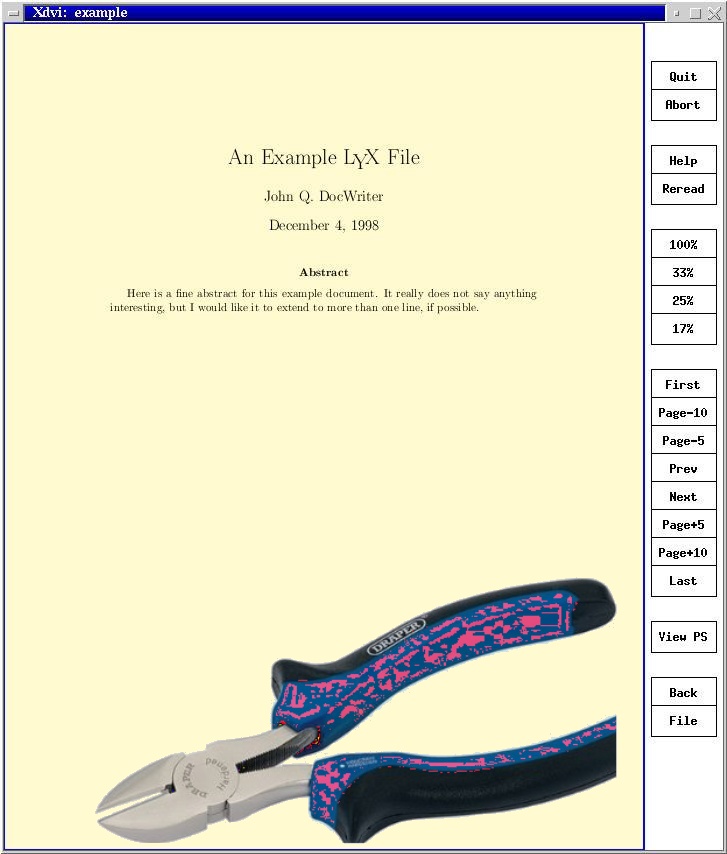 Xdvi: example
An Example LYX File
John Q. DocWriter
December 4, 1998
Abstract
Here is a fine abstract for this example document. It really does not say anything
interesting, but I would like it to extend to more than one line, if possible.
Quit
Abort
Help
Reread
100%
33%
25%
17%
First
Page-10
Page-5
Prev
Next
Page+5
Page+10
Last
View PS
Back
File
DRAPER
DRAPER
Hardened